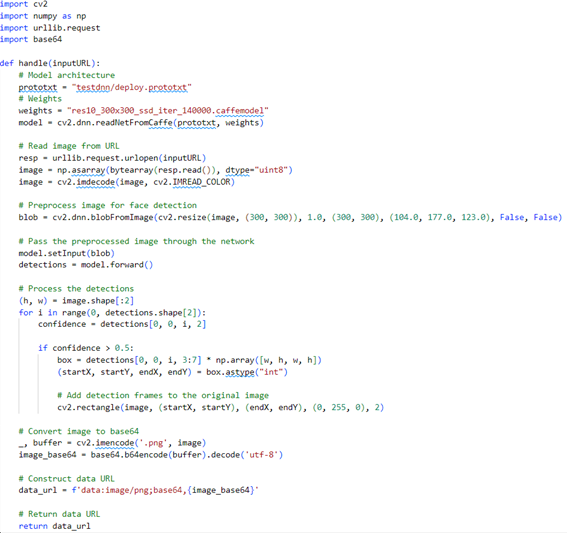 import cv2
import numpy as np
import urllib.request
import base64

def handle(inputURL):
    # Model architecture
    prototxt = "testdnn/deploy.prototxt"
    # Weights
    weights = "res10_300x300_ssd_iter_140000.caffemodel"
    model = cv2.dnn.readNetFromCaffe(prototxt, weights)

    # Read image from URL
    resp = urllib.request.urlopen(inputURL)
    image = np.asarray(bytearray(resp.read()), dtype="uint8")
    image = cv2.imdecode(image, cv2.IMREAD_COLOR)

    # Preprocess image for face detection
    blob = cv2.dnn.blobFromImage(cv2.resize(image, (300, 300)), 1.0, (300, 300), (104.0, 177.0, 123.0), False, False)

    # Pass the preprocessed image through the network
    model.setInput(blob)
    detections = model.forward()

    # Process the detections
    (h, w) = image.shape[:2]
    for i in range(0, detections.shape[2]):
        confidence = detections[0, 0, i, 2]

        if confidence > 0.5:
            box = detections[0, 0, i, 3:7] * np.array([w, h, w, h])
            (startX, startY, endX, endY) = box.astype("int")

            # Add detection frames to the original image
            cv2.rectangle(image, (startX, startY), (endX, endY), (0, 255, 0), 2)

    # Convert image to base64
    _, buffer = cv2.imencode('.png', image)
    image_base64 = base64.b64encode(buffer).decode('utf-8')

    # Construct data URL
    data_url = f'data:image/png;base64,{image_base64}'

    # Return data URL
    return data_url